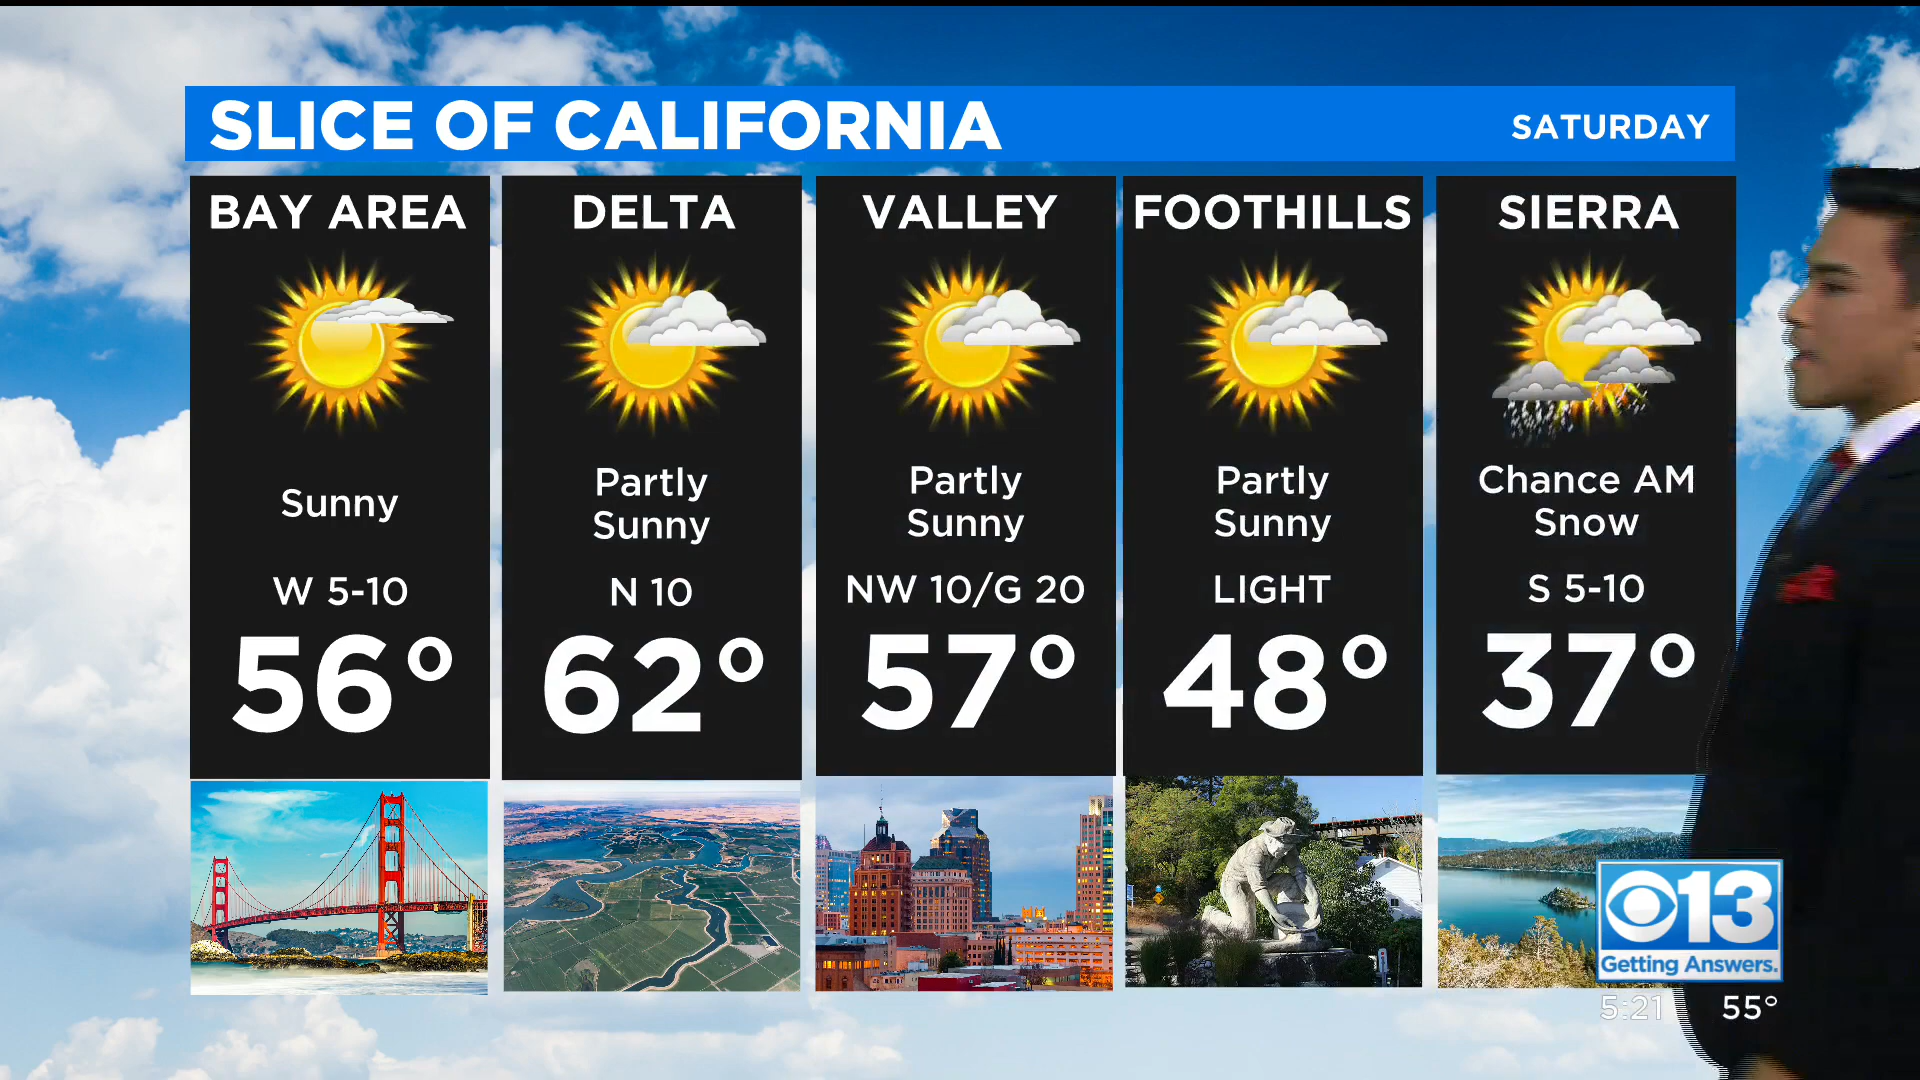 SLICE OF CALIFORNIA
SATURDAY
BAY AREA
Sunny
W 5-10
56°
DELTA
Partly
Sunny
N 10
62°
VALLEY
Partly
Sunny
NW 10/G 20
57°
FOOTHILLS
Partly
Sunny
LIGHT
48°
SIERRA
Chance AM
Snow
S 5-10
37°
13
Getting Answers.
5:21 55°